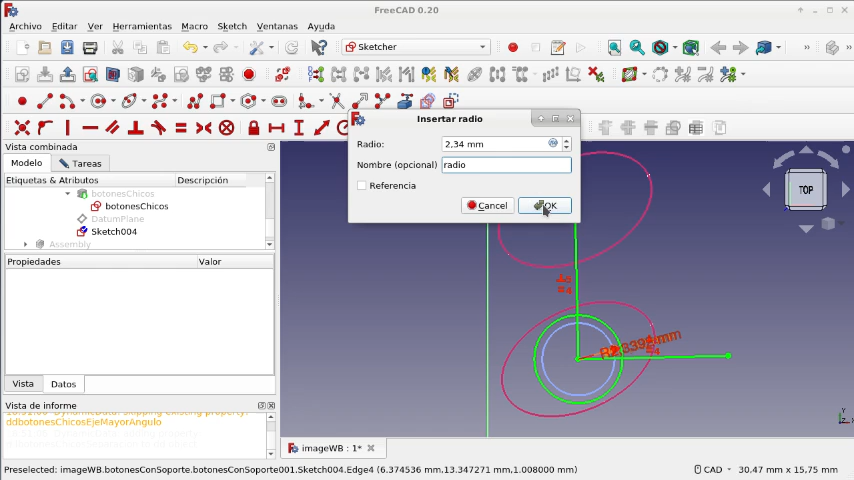 FreeCAD 0.20
Archivo Editar Ver Herramientas Macro Sketch Ventanas Ayuda
Sketcher
Insertar radio
Radio: 2,34 mm
Nombre (opcional) radio
Referencia
Cancel OK
Vista combinada
Modelo Tareas
Etiquetas & Atributos Descripción
botonesChicos
botonesChicos
DatumPlane
Sketch004
Assembly
Propiedades Valor
Vista Datos
Vista de informe
ddbotonesChicosEjeMayorAngulo
TOP
imageWB : 1*
Preselected: imageWB.botonesConSoporte.botonesConSoporte001.Sketch004.Edge4 (6.374536 mm,13.347271 mm,1.008000 mm)
CAD 30.47 mm x 15,75 mm